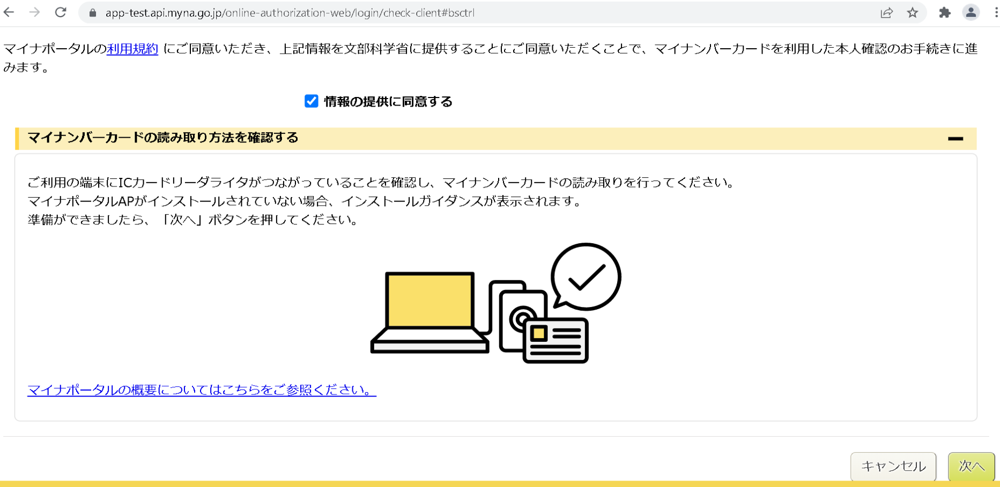 app-test.api.myna.go.jp/online-authorization-web/login/check-client#bsctrl
マイナポータルの利用規約 にご同意いただき、上記情報を文部科学省に提供することにご同意いただくことで、マイナンバーカードを利用した本人確認のお手続きに進
みます。
情報の提供に同意する
マイナンバーカードの読み取り方法を確認する
ご利用の端末にICカードリーダライタがつながっていることを確認し、マイナンバーカードの読み取りを行ってください。
マイナポータルAPがインストールされていない場合、インストールガイダンスが表示されます。
準備ができましたら、「次へ」ボタンを押してください。
マイナポータルの概要についてはこちらをご参照ください。
キャンセル 次へ